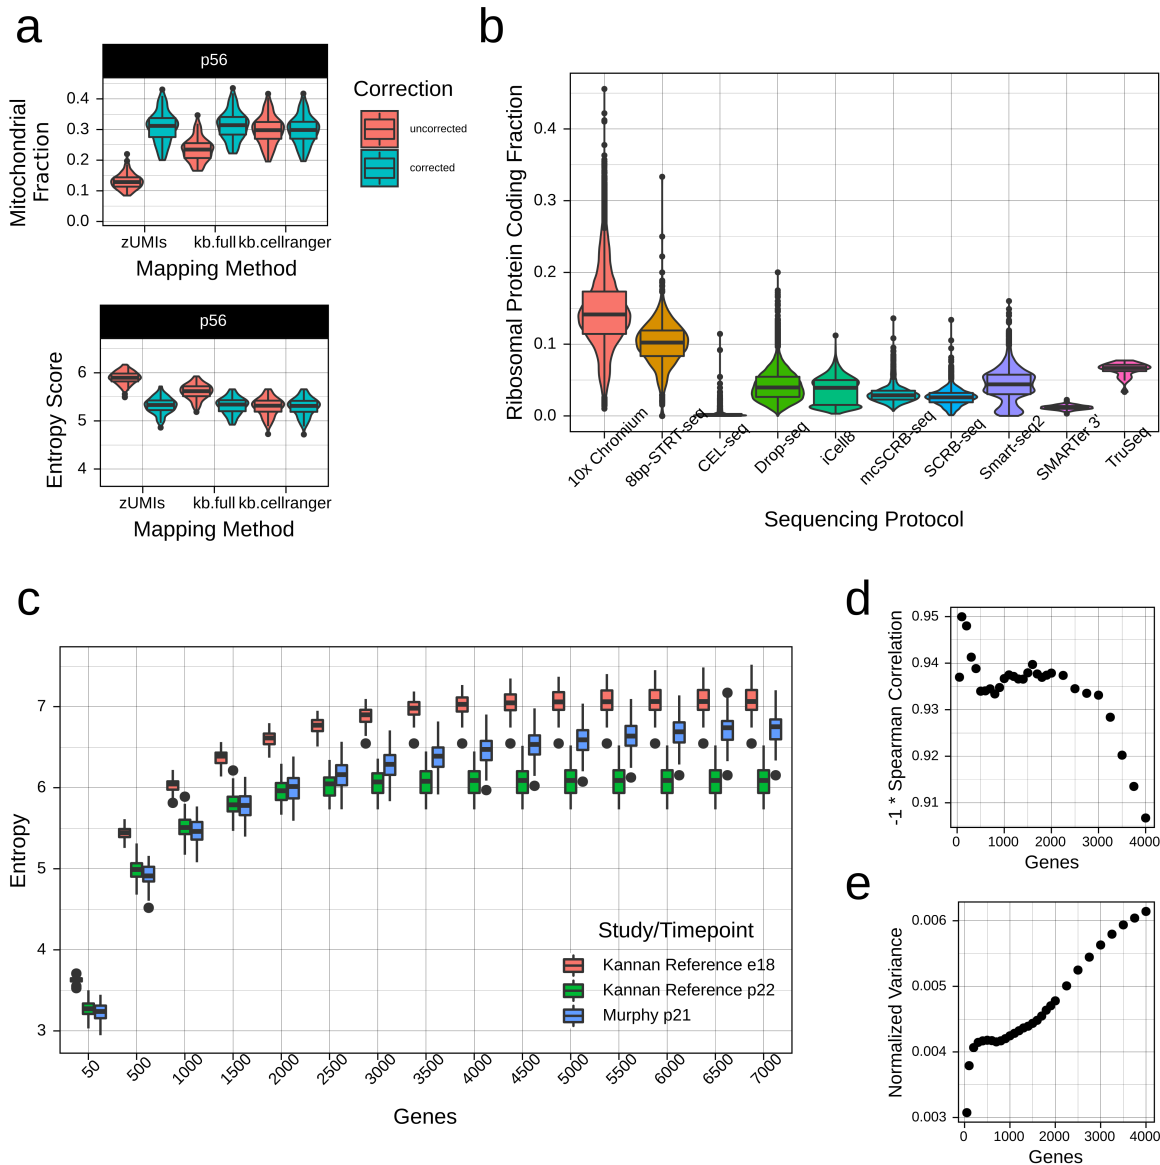 a
p56
Mitochondrial
Fraction
0.4
0.3
0.2
0.1
0.0
zUMIs
kb.full
kb.cellranger
Mapping Method
Correction
uncorrected
corrected
p56
Entropy Score
6
5
4
zUMIs
kb.full
kb.cellranger
Mapping Method
b
Ribosomal Protein Coding Fraction
0.4
0.3
0.2
0.1
0.0
10x Chromium
8bp-STRT-seq
CEL-seq
Drop-seq
iCell8
mcSCRB-seq
SCRB-seq
Smart-seq2
SMARTer 3'
TruSeq
Sequencing Protocol
c
Entropy
7
6
5
4
3
50
500
1000
1500
2000
2500
3000
3500
4000
4500
5000
5500
6000
6500
7000
Genes
Study/Timepoint
Kannan Reference e18
Kannan Reference p22
Murphy p21
d
-1 * Spearman Correlation
0.95
0.94
0.93
0.92
0.91
0
1000
2000
3000
4000
Genes
e
Normalized Variance
0.006
0.005
0.004
0.003
0
1000
2000
3000
4000
Genes